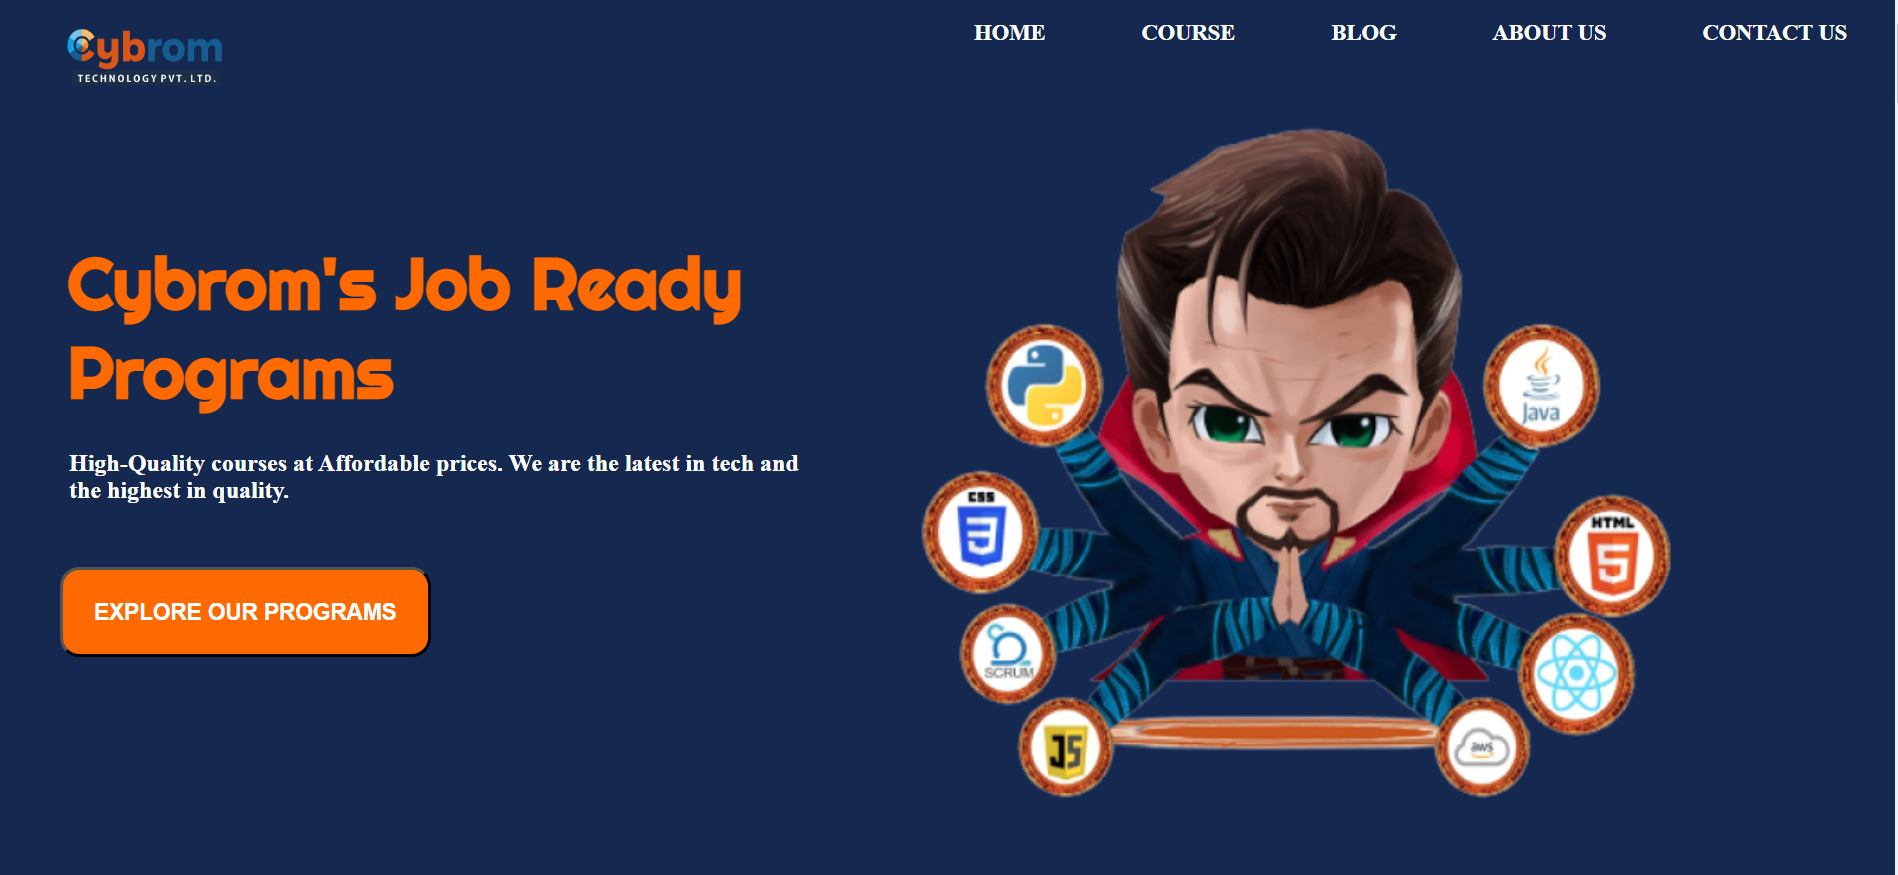 Cybrom
TECHNOLOGY PVT. LTD.
HOME COURSE BLOG ABOUT US CONTACT US
Cybrom's Job Ready
Programs
High-Quality courses at Affordable prices. We are the latest in tech and
the highest in quality.
EXPLORE OUR PROGRAMS
Java
CSS
3
HTML
5
SCRUM
JS
aws